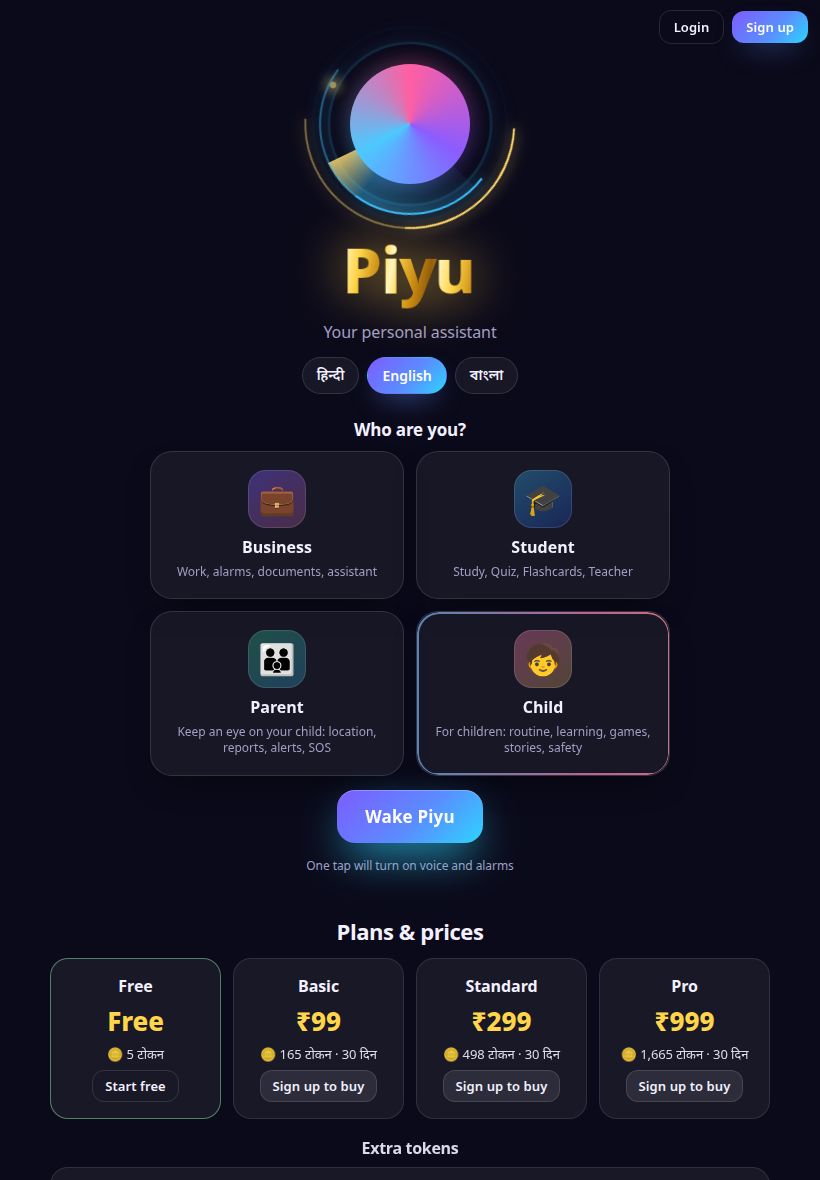 Login
Sign up
Piyu
Your personal assistant
हिन्दी
English
বাংলা
Who are you?
Business
Work, alarms, documents, assistant
Student
Study, Quiz, Flashcards, Teacher
Parent
Keep an eye on your child: location,
reports, alerts, SOS
Child
For children: routine, learning, games,
stories, safety
Wake Piyu
One tap will turn on voice and alarms
Plans & prices
Free
Free
5 टोकन
Start free
Basic
₹99
165 टोकन · 30 दिन
Sign up to buy
Standard
₹299
498 टोकन · 30 दिन
Sign up to buy
Pro
₹999
1,665 टोकन · 30 दिन
Sign up to buy
Extra tokens